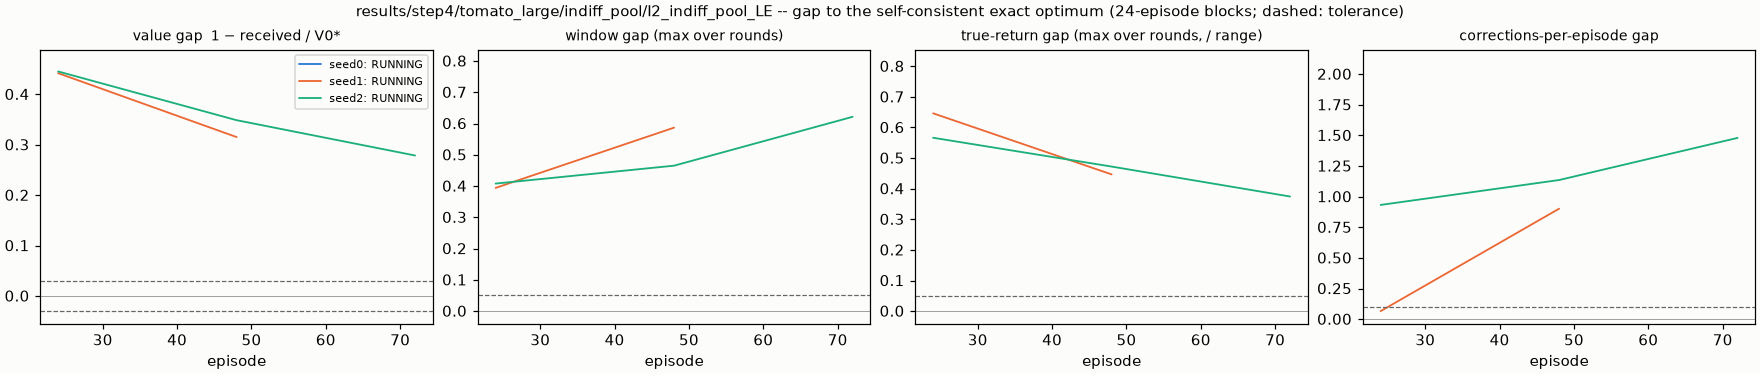 results/step4/tomato_large/indiff_pool/l2_indiff_pool_LE -- gap to the self-consistent exact optimum (24-episode blocks; dashed: tolerance)
value gap 1 − received / V0*
0.4
0.3
0.2
0.1
0.0
30 40 50 60 70
episode
seed0: RUNNING
seed1: RUNNING
seed2: RUNNING
window gap (max over rounds)
0.8
0.7
0.6
0.5
0.4
0.3
0.2
0.1
0.0
30 40 50 60 70
episode
true-return gap (max over rounds, / range)
0.8
0.7
0.6
0.5
0.4
0.3
0.2
0.1
0.0
30 40 50 60 70
episode
corrections-per-episode gap
2.00
1.75
1.50
1.25
1.00
0.75
0.50
0.25
0.00
30 40 50 60 70
episode